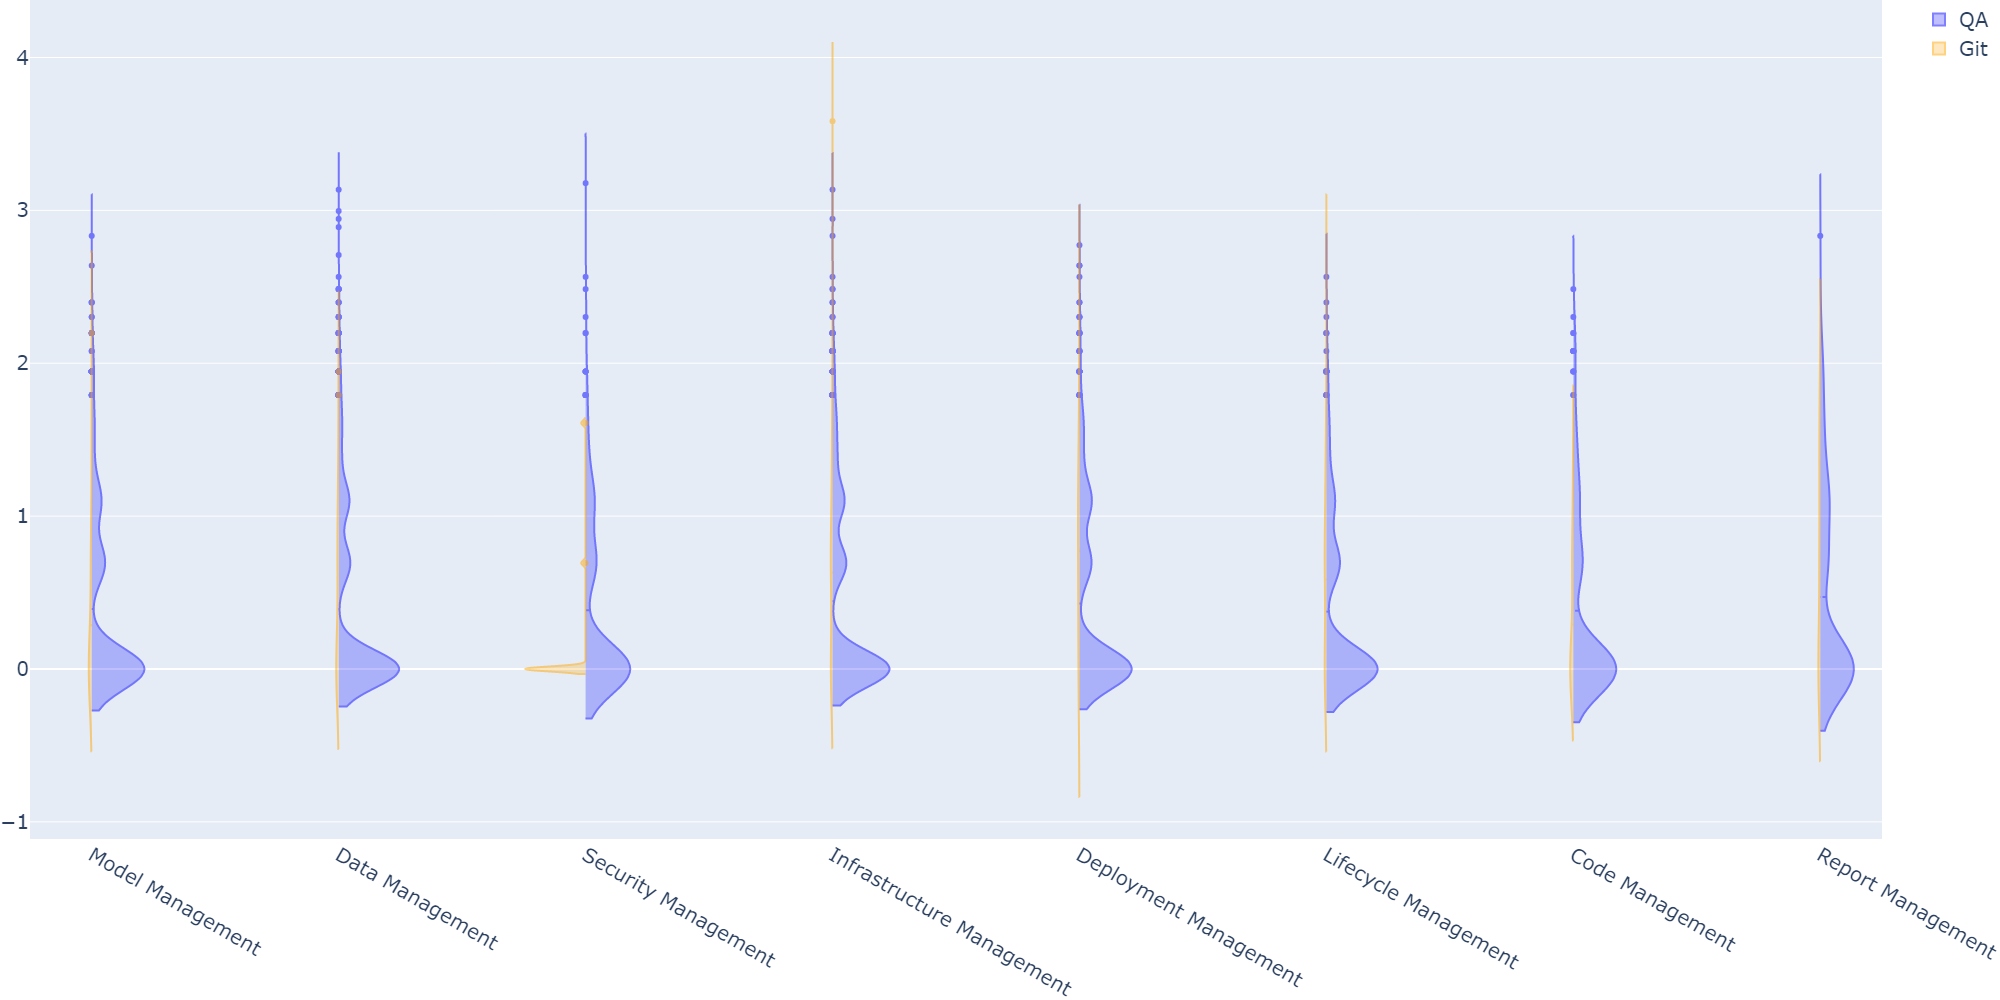 QA
Git
4
3
2
1
0
−1
Model Management
Data Management
Security Management
Infrastructure Management
Deployment Management
Lifecycle Management
Code Management
Report Management